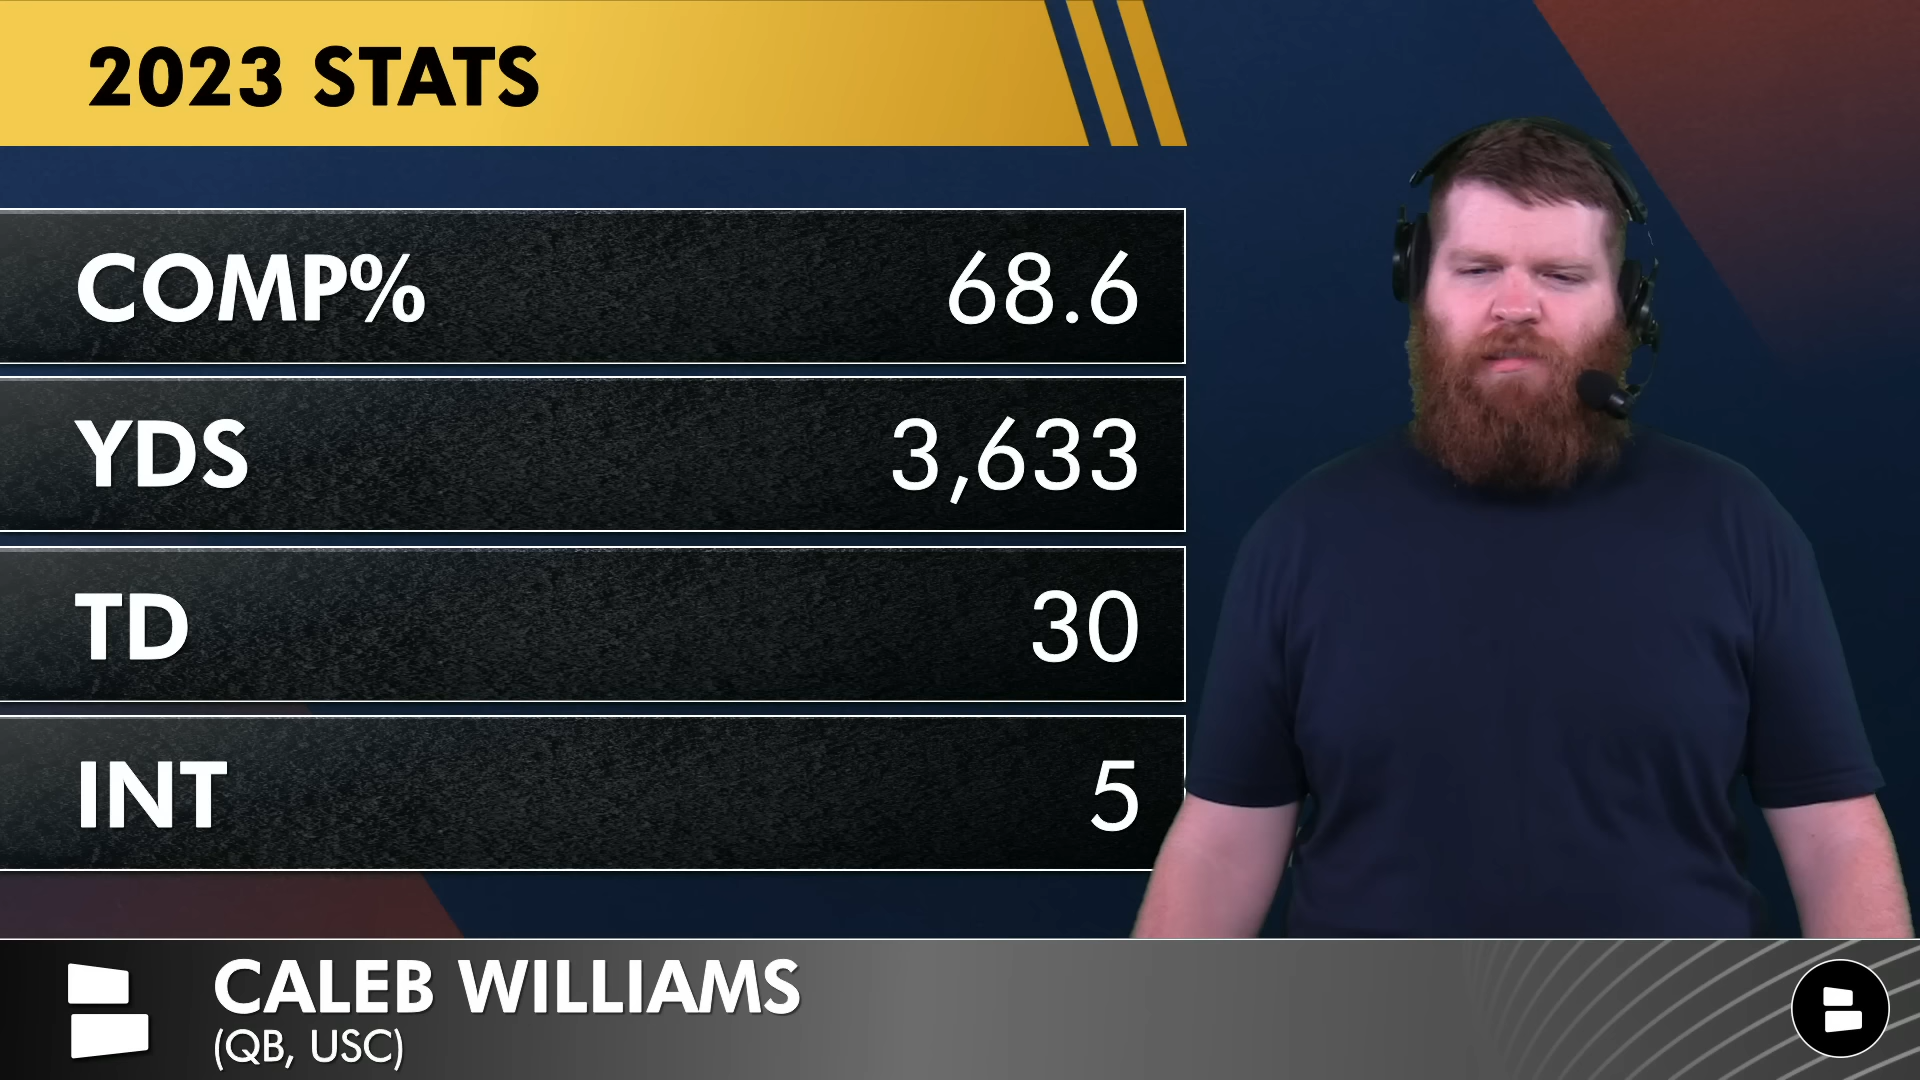 2023 STATS
COMP% 68.6
YDS 3,633
TD 30
INT 5
CALEB WILLIAMS
(QB, USC)